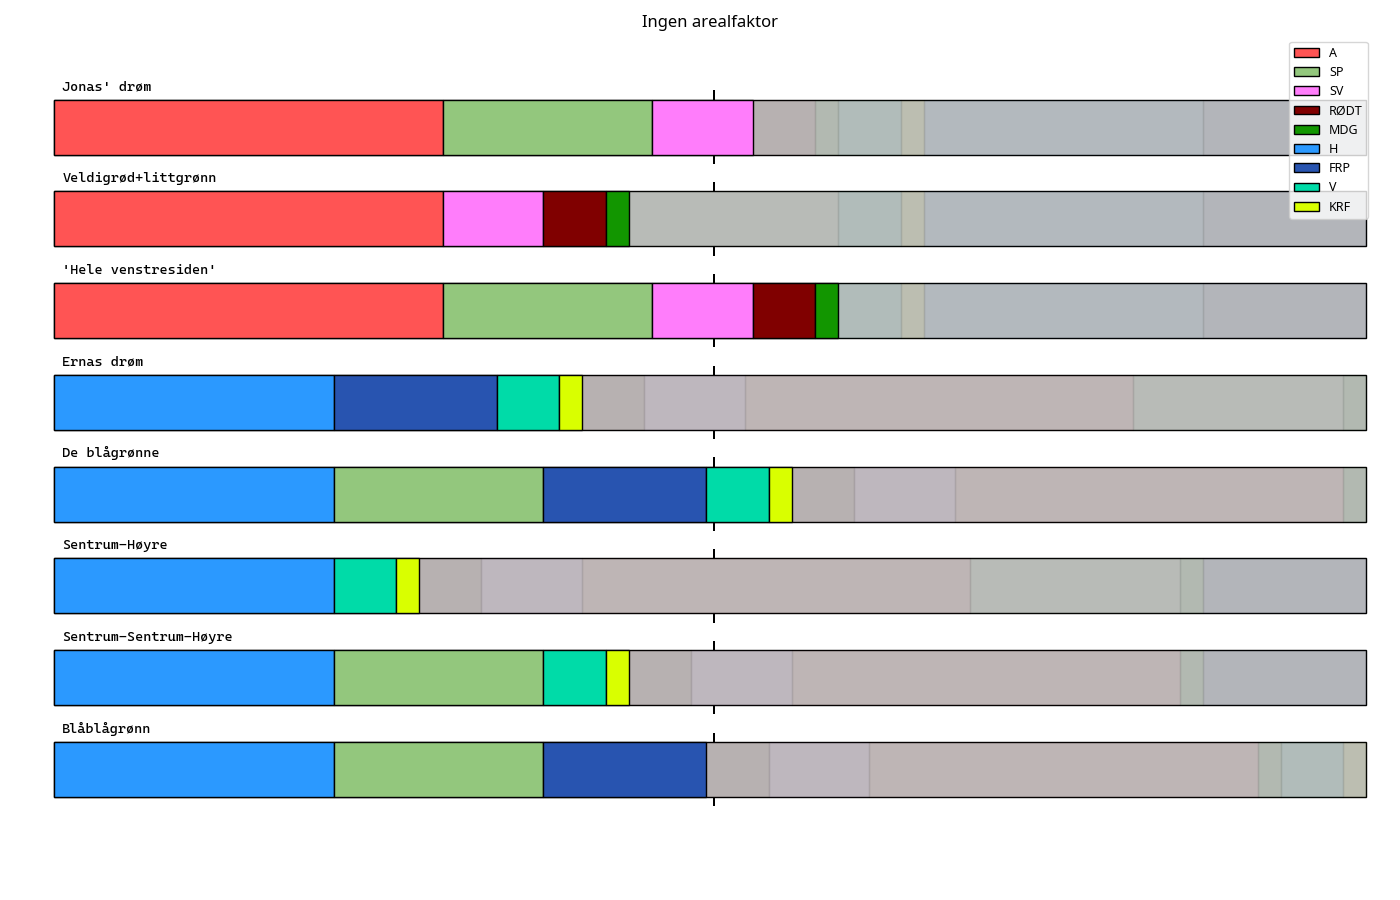 Ingen arealfaktor
A
SP
SV
RØDT
MDG
H
FRP
V
KRF
Jonas' drøm
Veldigrød+littgrønn
'Hele venstresiden'
Ernas drøm
De blågrønne
Sentrum-Høyre
Sentrum-Sentrum-Høyre
Blåblågrønn